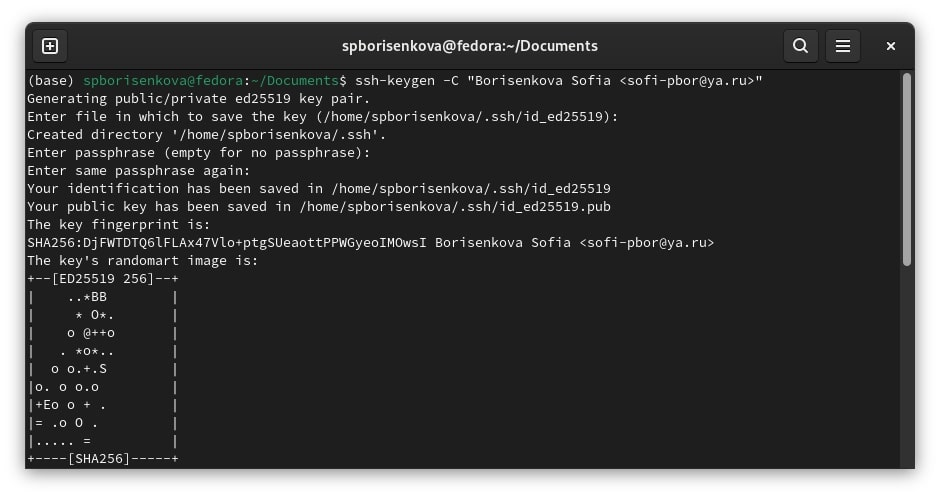 spborisenkova@fedora:~/Documents
(base) spborisenkova@fedora:~/Documents$ ssh-keygen -C "Borisenkova Sofia <sofi-pbor@ya.ru>"
Generating public/private ed25519 key pair.
Enter file in which to save the key (/home/spborisenkova/.ssh/id_ed25519):
Created directory '/home/spborisenkova/.ssh'.
Enter passphrase (empty for no passphrase):
Enter same passphrase again:
Your identification has been saved in /home/spborisenkova/.ssh/id_ed25519
Your public key has been saved in /home/spborisenkova/.ssh/id_ed25519.pub
The key fingerprint is:
SHA256:DjFWTDTQ6lFLAx47Vlo+ptgSUeaottPPWGyeoIMOwsI Borisenkova Sofia <sofi-pbor@ya.ru>
The key's randomart image is:
+--[ED25519 256]--+
|    ..*BB        |
|     * O*.       |
|    o @++o       |
|   . *o*..       |
|  o o.+.S        |
|o. o o.o         |
|+Eo o + .        |
|= .o O .         |
|..... =          |
+----[SHA256]-----+